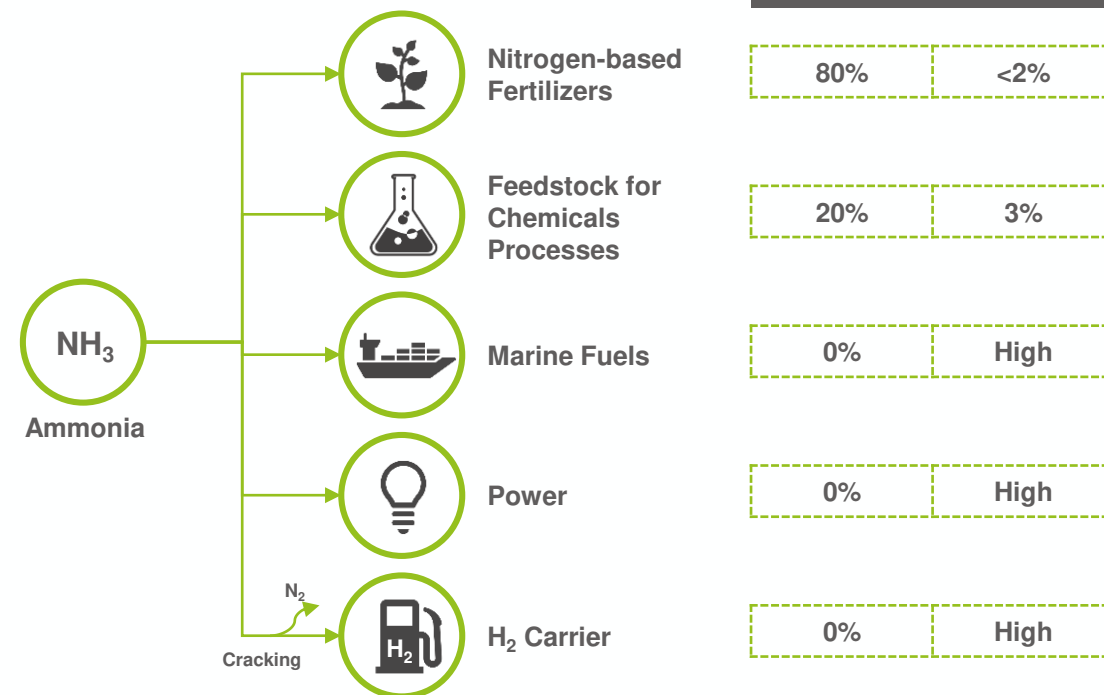 Nitrogen-based
Fertilizers
80% <2%
Feedstock for
Chemicals
Processes
20% 3%
NH₃
Ammonia
Marine Fuels
0% High
Power
0% High
N₂
Cracking
H₂
H₂ Carrier
0% High